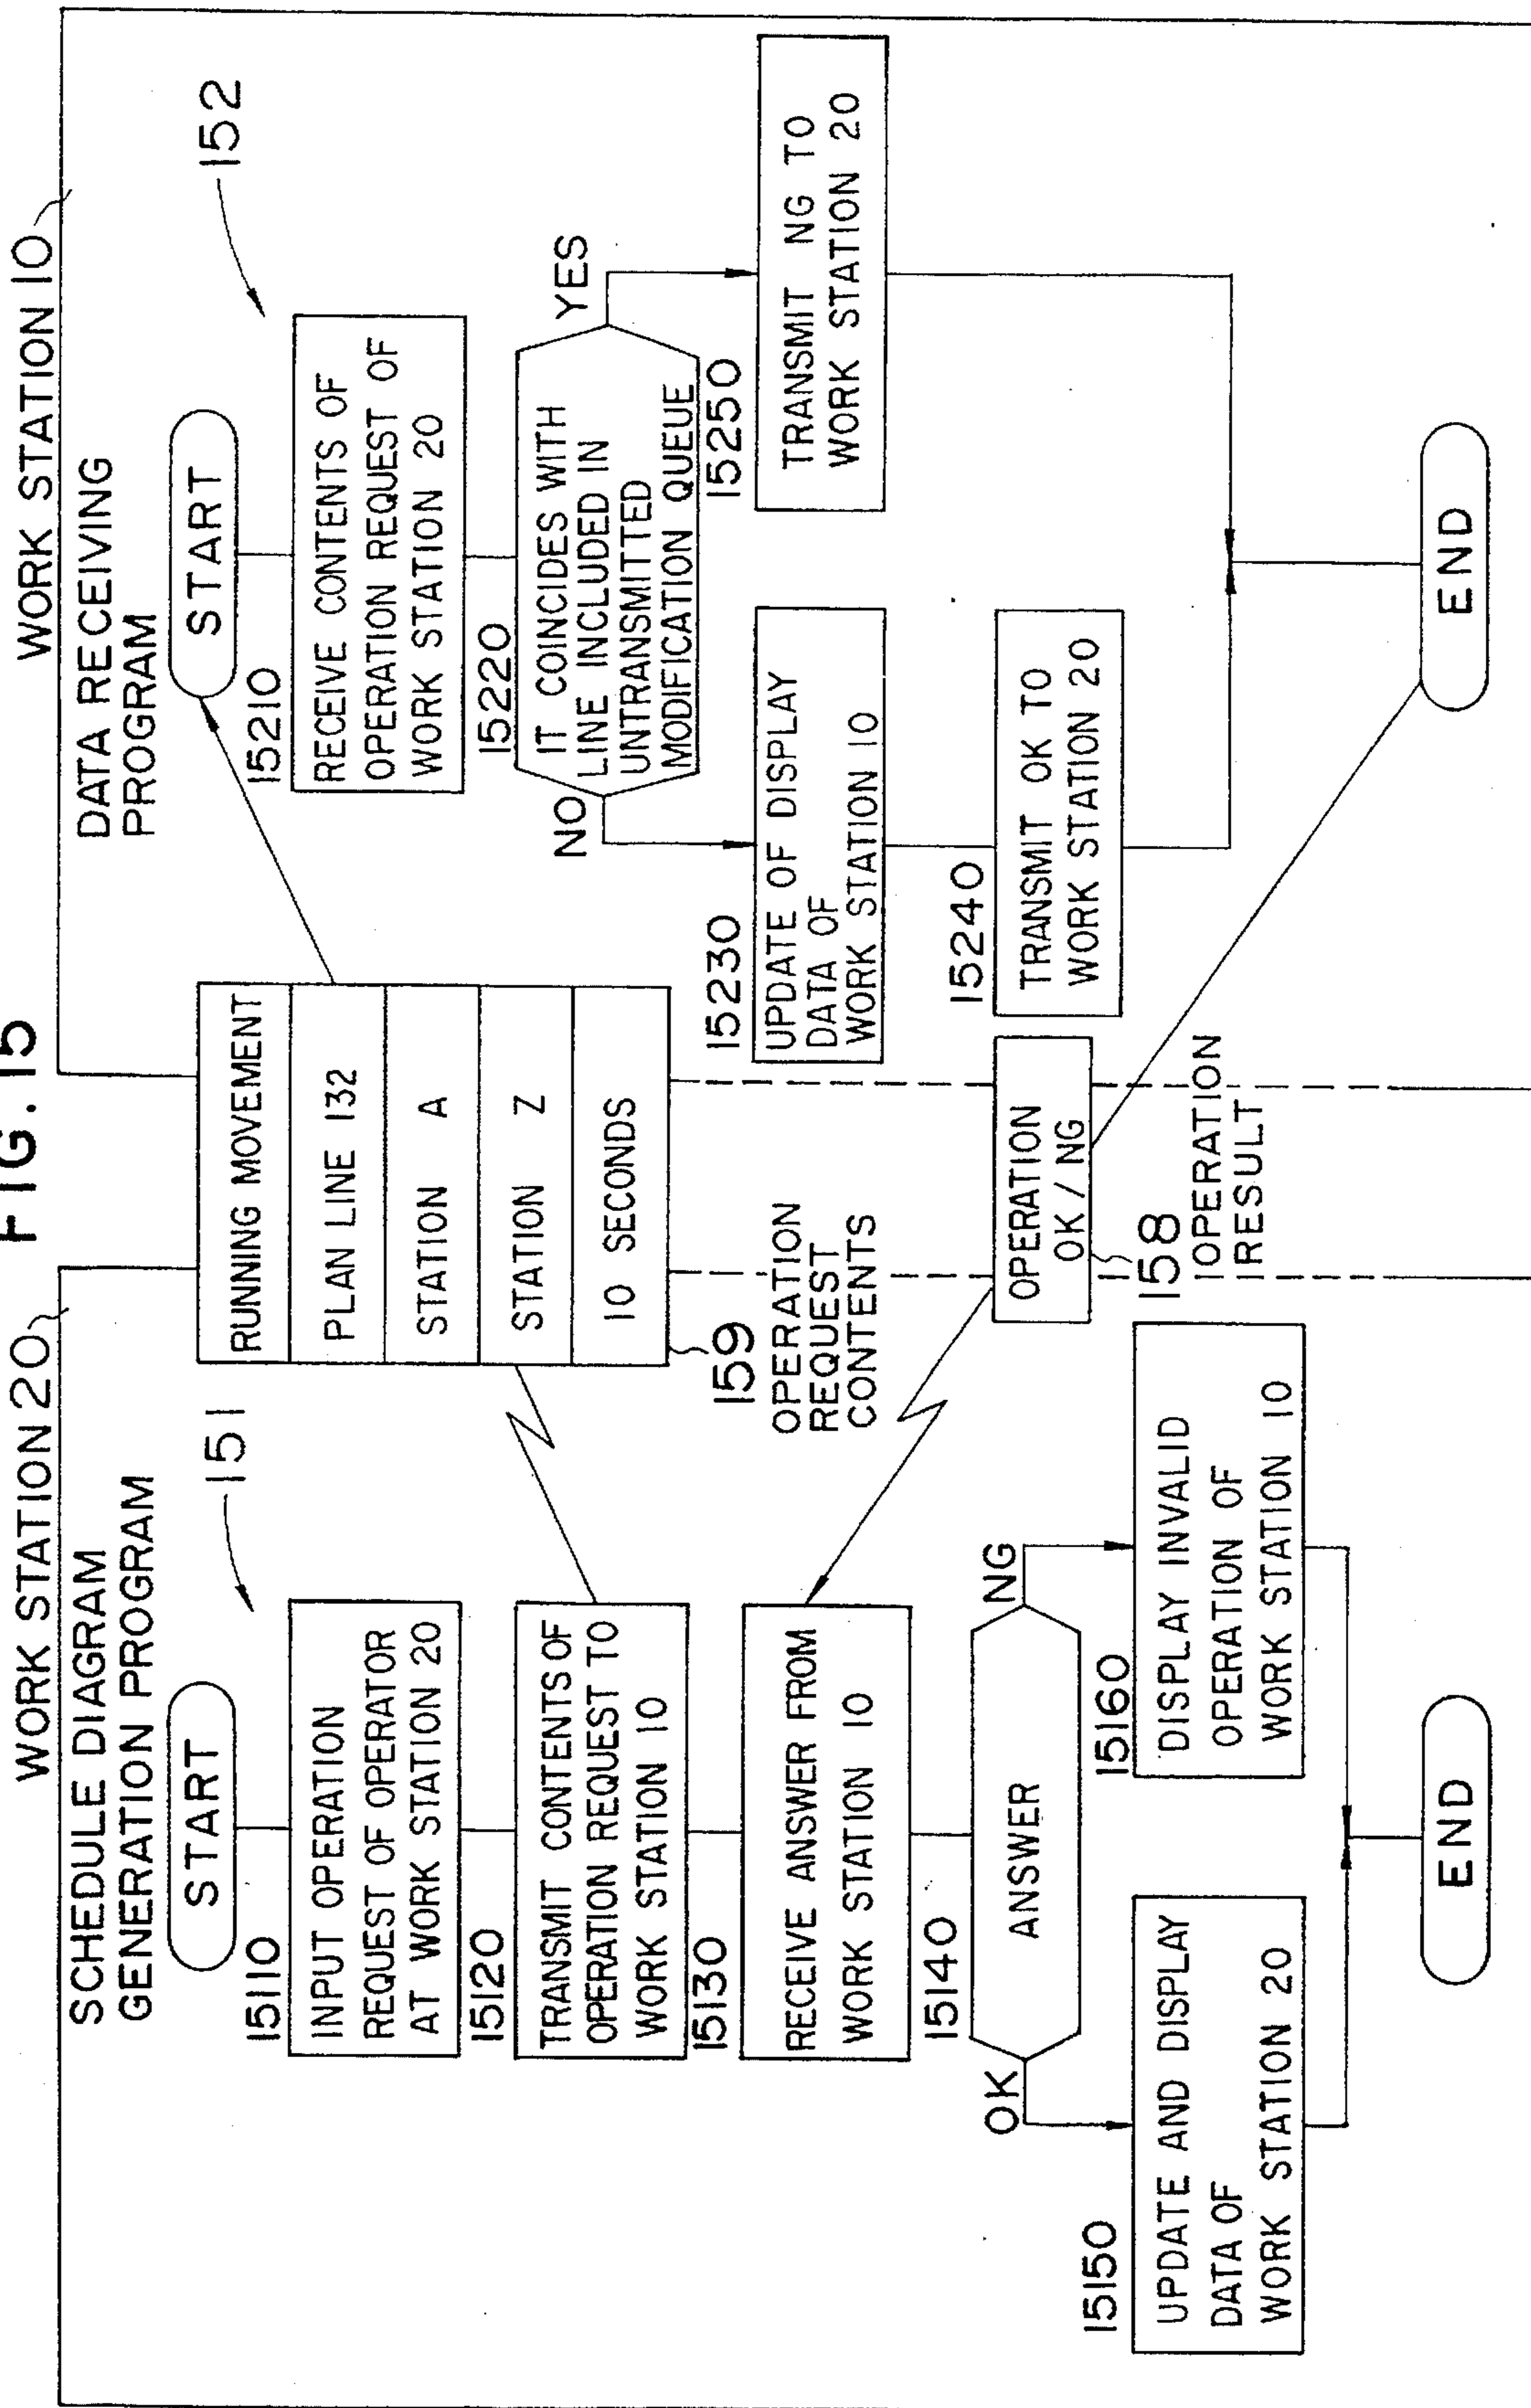 FIG. 15
WORK STATION 20
SCHEDULE DIAGRAM
GENERATION PROGRAM
151
START
15110
INPUT OPERATION
REQUEST OF OPERATOR
AT WORK STATION 20
15120
TRANSMIT CONTENTS OF
OPERATION REQUEST TO
WORK STATION 10
15130
RECEIVE ANSWER FROM
WORK STATION 10
15140
ANSWER
OK
NG
15150
UPDATE AND DISPLAY
DATA OF
WORK STATION 20
15160
DISPLAY INVALID
OPERATION OF
WORK STATION 10
END
RUNNING MOVEMENT
PLAN LINE 132
STATION A
STATION Z
10 SECONDS
159
OPERATION
REQUEST
CONTENTS
OPERATION
OK / NG
158
OPERATION
RESULT
WORK STATION 10
DATA RECEIVING
PROGRAM
152
START
15210
RECEIVE CONTENTS OF
OPERATION REQUEST OF
WORK STATION 20
15220
IT COINCIDES WITH
LINE INCLUDED IN
UNTRANSMITTED
MODIFICATION QUEUE
NO
YES
15230
UPDATE OF DISPLAY
DATA OF
WORK STATION 10
15240
TRANSMIT OK TO
WORK STATION 20
15250
TRANSMIT NG TO
WORK STATION 20
END